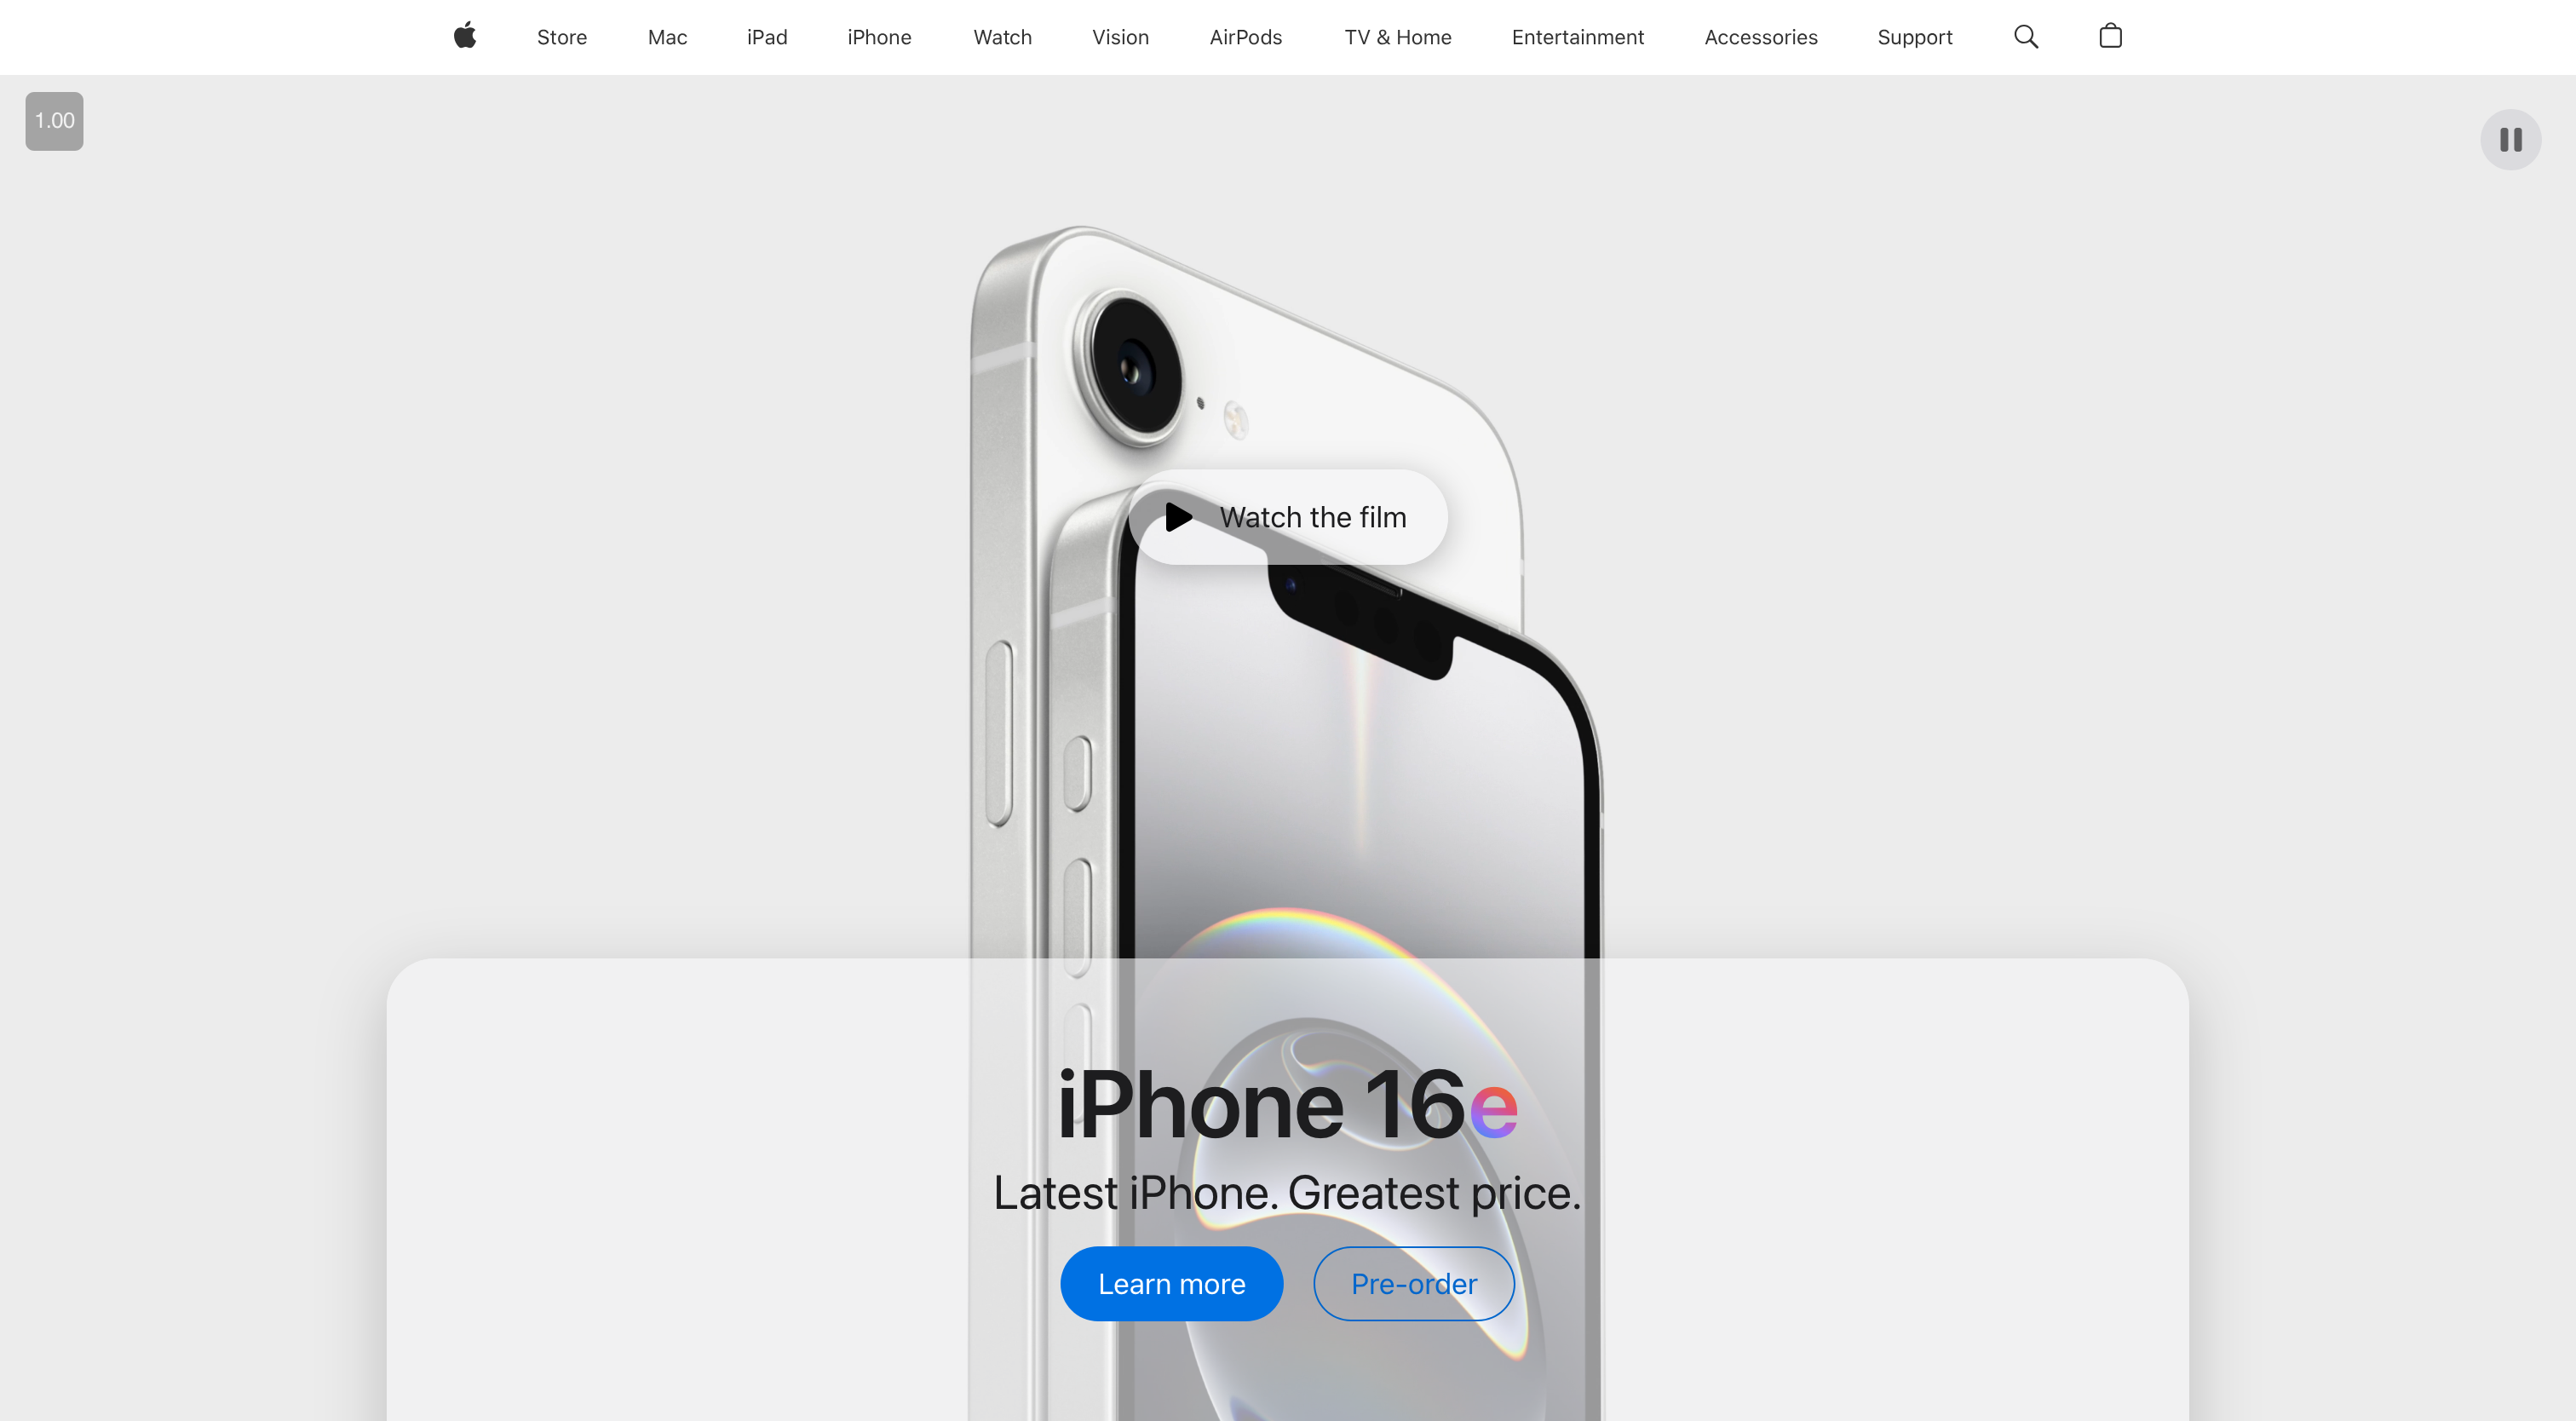 Store Mac iPad iPhone Watch Vision AirPods TV & Home Entertainment Accessories Support
1.00
Watch the film
iPhone 16e
Latest iPhone. Greatest price.
Learn more Pre-order